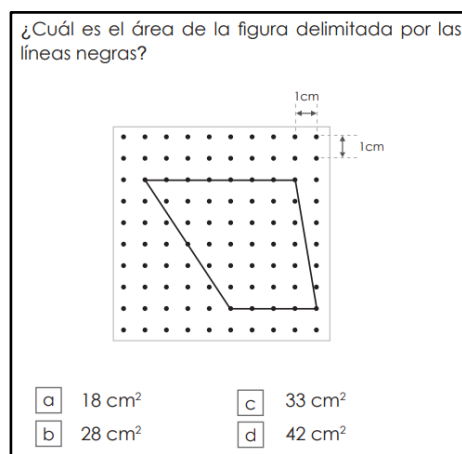 ¿Cuál es el área de la figura delimitada por las
líneas negras?
1cm
1cm
a 18 cm² c 33 cm²
b 28 cm² d 42 cm²